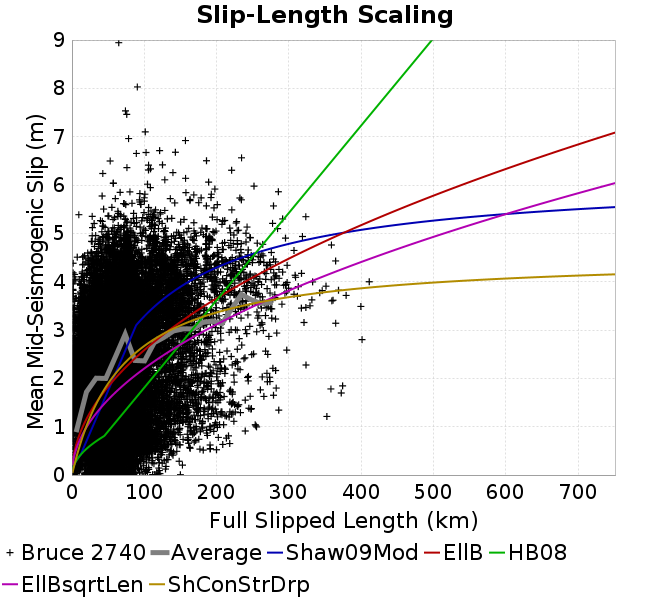 Slip-Length Scaling
Mean Mid-Seismogenic Slip (m)
9
8
7
6
5
4
3
2
1
0
0 100 200 300 400 500 600 700
Full Slipped Length (km)
Bruce 2740 Average Shaw09Mod EllB HB08
EllBsqrtLen ShConStrDrp